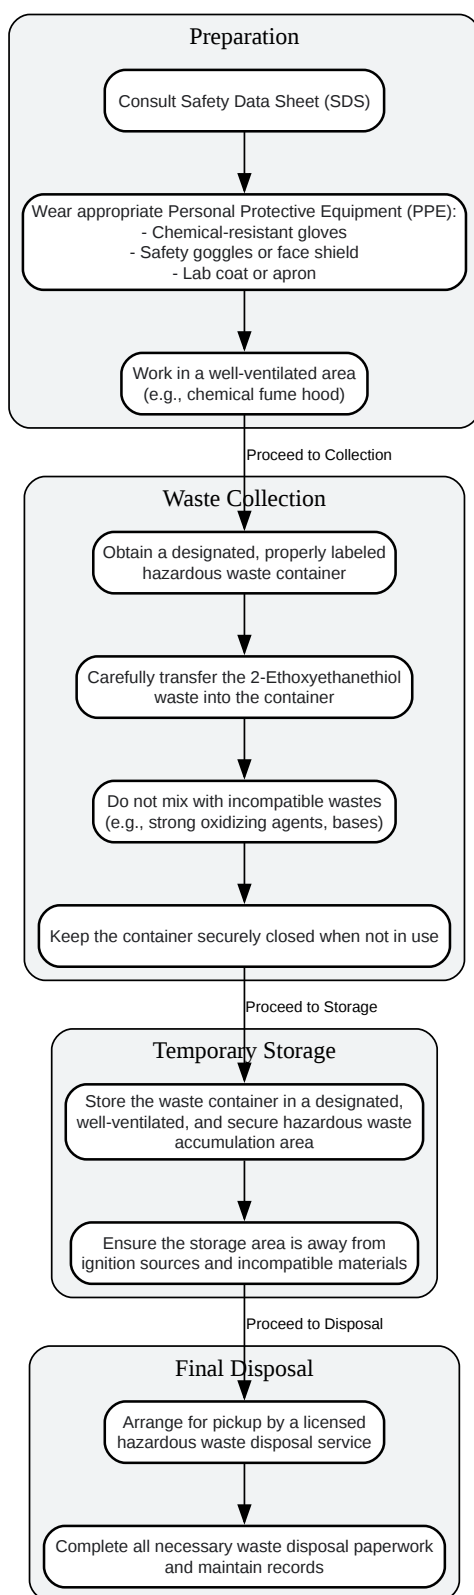 Preparation
Consult Safety Data Sheet (SDS)
Wear appropriate Personal Protective Equipment (PPE):
- Chemical-resistant gloves
- Safety goggles or face shield
- Lab coat or apron
Work in a well-ventilated area
(e.g., chemical fume hood)
Proceed to Collection
Waste Collection
Obtain a designated, properly labeled
hazardous waste container
Carefully transfer the 2-Ethoxyethanethiol
waste into the container
Do not mix with incompatible wastes
(e.g., strong oxidizing agents, bases)
Keep the container securely closed when not in use
Proceed to Storage
Temporary Storage
Store the waste container in a designated,
well-ventilated, and secure hazardous waste
accumulation area
Ensure the storage area is away from
ignition sources and incompatible materials
Proceed to Disposal
Final Disposal
Arrange for pickup by a licensed
hazardous waste disposal service
Complete all necessary waste disposal paperwork
and maintain records